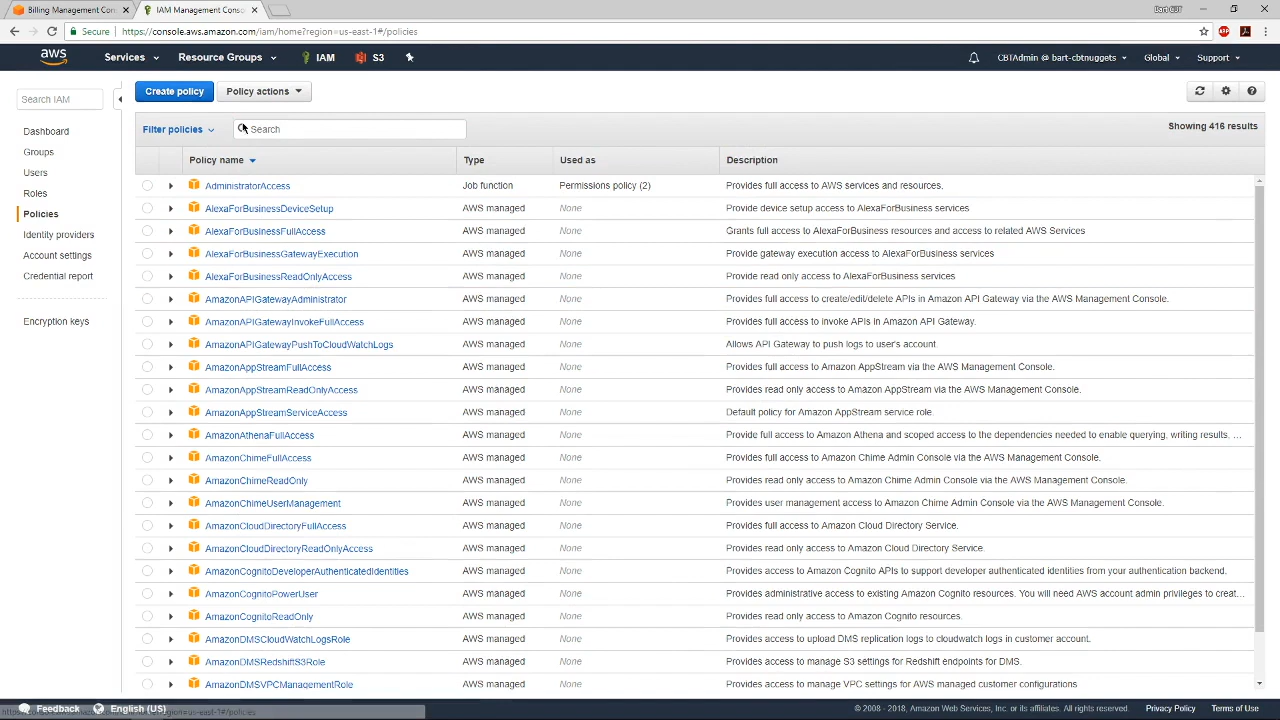 Billing Management Con
IAM Management Conso
Bart CBT
Secure
https://console.aws.amazon.com/iam/home?region=us-east-1#/policies
ABP
aws
Services
Resource Groups
IAM
S3
CBTAdmin @ bart-cbtnuggets
Global
Support
Search IAM
Dashboard
Groups
Users
Roles
Policies
Identity providers
Account settings
Credential report
Encryption keys
Create policy
Policy actions
Filter policies
Search
Showing 416 results
Policy name Type Used as Description
AdministratorAccess Job function Permissions policy (2) Provides full access to AWS services and resources.
AlexaForBusinessDeviceSetup AWS managed None Provide device setup access to AlexaForBusiness services
AlexaForBusinessFullAccess AWS managed None Grants full access to AlexaForBusiness resources and access to related AWS Services
AlexaForBusinessGatewayExecution AWS managed None Provide gateway execution access to AlexaForBusiness services
AlexaForBusinessReadOnlyAccess AWS managed None Provide read only access to AlexaForBusiness services
AmazonAPIGatewayAdministrator AWS managed None Provides full access to create/edit/delete APIs in Amazon API Gateway via the AWS Management Console.
AmazonAPIGatewayInvokeFullAccess AWS managed None Provides full access to invoke APIs in Amazon API Gateway.
AmazonAPIGatewayPushToCloudWatchLogs AWS managed None Allows API Gateway to push logs to user's account.
AmazonAppStreamFullAccess AWS managed None Provides full access to Amazon AppStream via the AWS Management Console.
AmazonAppStreamReadOnlyAccess AWS managed None Provides read only access to Amazon AppStream via the AWS Management Console.
AmazonAppStreamServiceAccess AWS managed None Default policy for Amazon AppStream service role.
AmazonAthenaFullAccess AWS managed None Provide full access to Amazon Athena and scoped access to the dependencies needed to enable querying, writing results, ...
AmazonChimeFullAccess AWS managed None Provides full access to Amazon Chime Admin Console via the AWS Management Console.
AmazonChimeReadOnly AWS managed None Provides read only access to Amazon Chime Admin Console via the AWS Management Console.
AmazonChimeUserManagement AWS managed None Provides user management access to Amazon Chime Admin Console via the AWS Management Console.
AmazonCloudDirectoryFullAccess AWS managed None Provides full access to Amazon Cloud Directory Service.
AmazonCloudDirectoryReadOnlyAccess AWS managed None Provides read only access to Amazon Cloud Directory Service.
AmazonCognitoDeveloperAuthenticatedIdentities AWS managed None Provides access to Amazon Cognito APIs to support developer authenticated identities from your authentication backend.
AmazonCognitoPowerUser AWS managed None Provides administrative access to existing Amazon Cognito resources. You will need AWS account admin privileges to creat...
AmazonCognitoReadOnly AWS managed None Provides read only access to Amazon Cognito resources.
AmazonDMSCloudWatchLogsRole AWS managed None Provides access to upload DMS replication logs to cloudwatch logs in customer account.
AmazonDMSRedshiftS3Role AWS managed None Provides access to manage S3 settings for Redshift endpoints for DMS.
AmazonDMSVPCManagementRole AWS managed None Provides access to manage VPC settings for AWS managed customer configurations
Feedback
English (US)
© 2008 - 2018, Amazon Web Services, Inc. or its affiliates. All rights reserved.
Privacy Policy
Terms of Use